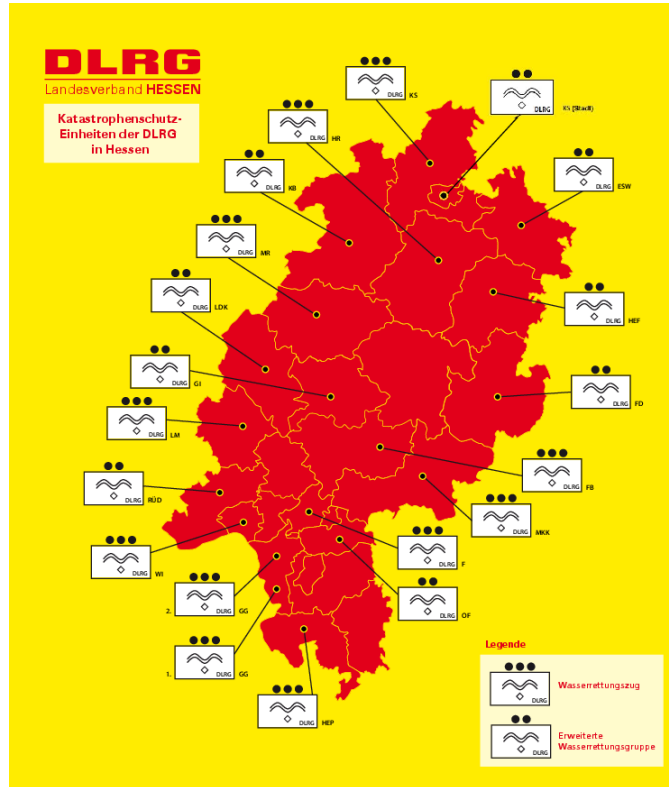 DLRG
Landesverband HESSEN
Katastrophenschutz-
Einheiten der DLRG
in Hessen
DLRG KS
DLRG KS (Stadt)
DLRG HR
DLRG KB
DLRG ESW
DLRG MR
DLRG LDK
DLRG HEF
DLRG GI
DLRG FD
DLRG LM
DLRG FB
DLRG RÜD
DLRG MKK
DLRG WI
DLRG F
2. DLRG GG
DLRG OF
1. DLRG GG
DLRG HEP
Legende
DLRG Wasserrettungszug
DLRG Erweiterte
Wasserrettungsgruppe